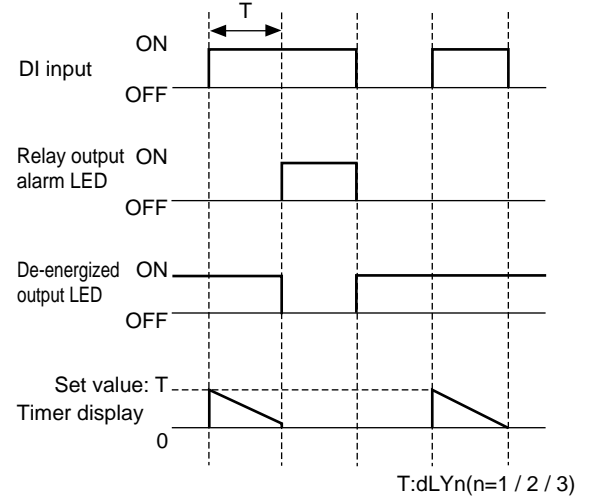 T
ON
DI input
OFF
Relay output ON
alarm LED
OFF
De-energized ON
output LED
OFF
Set value: T
Timer display
0
T:dLYn(n=1 / 2 / 3)